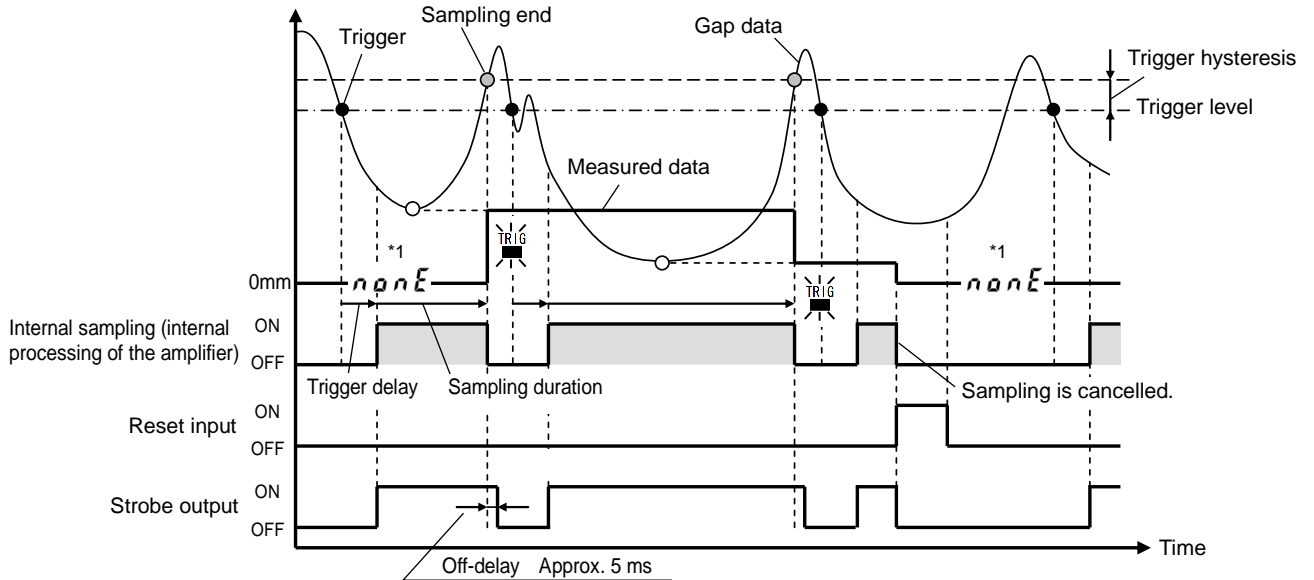 Sampling end
Trigger
Gap data
Trigger hysteresis
Trigger level
Measured data
TRIG
*1
*1
0mm
nonE
nonE
TRIG
Internal sampling (internal
processing of the amplifier)
ON
OFF
Trigger delay
Sampling duration
Sampling is cancelled.
Reset input
ON
OFF
Strobe output
ON
OFF
Time
Off-delay Approx. 5 ms